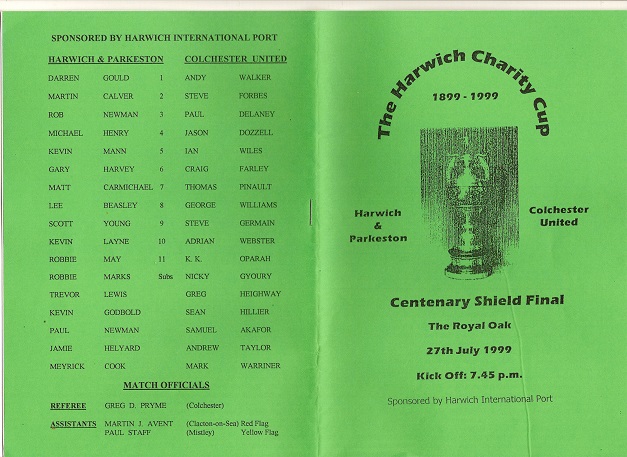 SPONSORED BY HARWICH INTERNATIONAL PORT
HARWICH & PARKESTON COLCHESTER UNITED
DARREN GOULD 1 ANDY WALKER
MARTIN CALVER 2 STEVE FORBES
ROB NEWMAN 3 PAUL DELANEY
MICHAEL HENRY 4 JASON DOZZELL
KEVIN MANN 5 IAN WILES
GARY HARVEY 6 CRAIG FARLEY
MATT CARMICHAEL 7 THOMAS PINAULT
LEE BEASLEY 8 GEORGE WILLIAMS
SCOTT YOUNG 9 STEVE GERMAIN
KEVIN LAYNE 10 ADRIAN WEBSTER
ROBBIE MAY 11 K. K. OPARAH
ROBBIE MARKS Subs NICKY GYOURY
TREVOR LEWIS GREG HEIGHWAY
KEVIN GODBOLD SEAN HILLIER
PAUL NEWMAN SAMUEL AKAFOR
JAMIE HELYARD ANDREW TAYLOR
MEYRICK COOK MARK WARRINER
MATCH OFFICIALS
REFEREE GREG D. PRYME (Colchester)
ASSISTANTS MARTIN J. AVENT (Clacton-on-Sea) Red Flag
PAUL STAFF (Mistley) Yellow Flag
The Harwich Charity Cup
1899 - 1999
Harwich
&
Parkeston
Colchester
United
Centenary Shield Final
The Royal Oak
27th July 1999
Kick Off: 7.45 p.m.
Sponsored by Harwich International Port